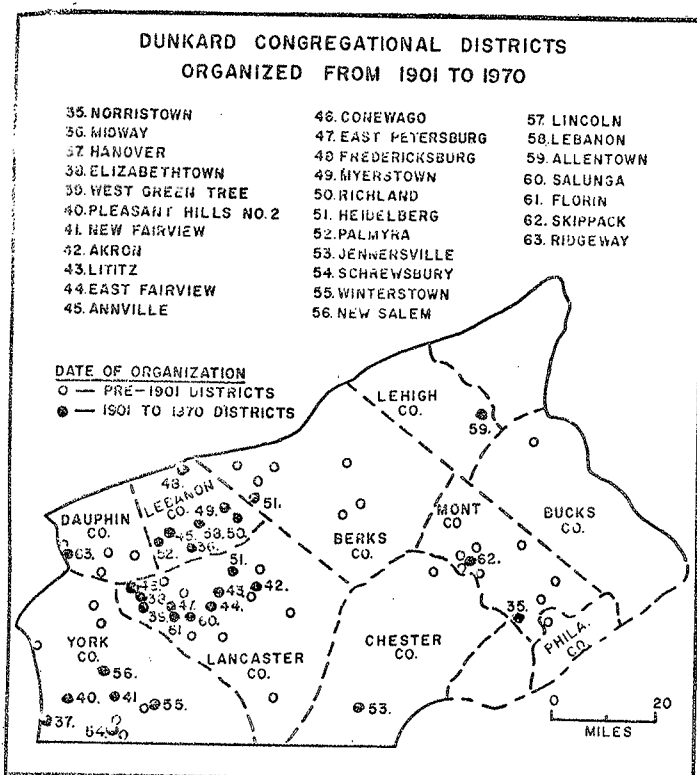 DUNKARD CONGREGATIONAL DISTRICTS
ORGANIZED FROM 1901 TO 1970
35. NORRISTOWN
36. MIDWAY
37. HANOVER
38. ELIZABETHTOWN
39. WEST GREEN TREE
40. PLEASANT HILLS NO. 2
41. NEW FAIRVIEW
42. AKRON
43. LITITZ
44. EAST FAIRVIEW
45. ANNVILLE
46. CONEWAGO
47. EAST PETERSBURG
48. FREDERICKSBURG
49. MYERSTOWN
50. RICHLAND
51. HEIDELBERG
52. PALMYRA
53. JENNERSVILLE
54. SCHREWSBURY
55. WINTERSTOWN
56. NEW SALEM
57. LINCOLN
58. LEBANON
59. ALLENTOWN
60. SALUNGA
61. FLORIN
62. SKIPPACK
63. RIDGEWAY
DATE OF ORGANIZATION
O — PRE-1901 DISTRICTS
● — 1901 TO 1970 DISTRICTS
LEHIGH
CO.
59.
48.
LEBANON
CO.
49.
51.
DAUPHIN
CO.
45. 58. 50.
MONT
CO
BUCKS
CO.
BERKS
CO.
63.
52.
36.
62.
51.
46.
38.
43.
42.
47.
44.
39.
60.
61.
35.
YORK
CO.
LANCASTER
CO.
CHESTER
CO.
PHILA.
CO.
56.
40.
41
55.
53.
37.
54.
0 20
MILES